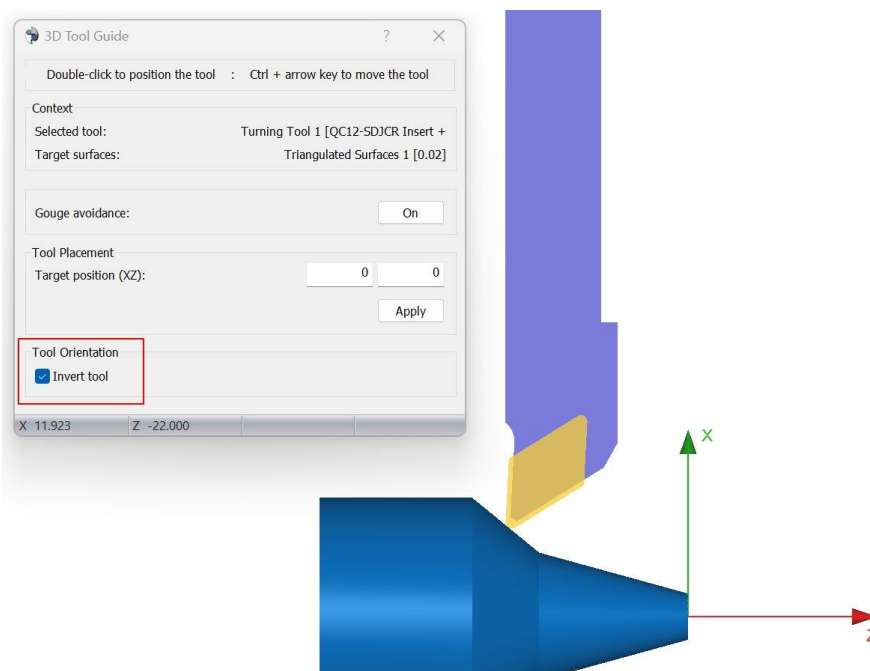 3D Tool Guide ?
Double-click to position the tool : Ctrl + arrow key to move the tool
Context
Selected tool: Turning Tool 1 [QC12-SDJCR Insert +
Target surfaces: Triangulated Surfaces 1 [0.02]
Gouge avoidance: On
Tool Placement
Target position (XZ): 0 0
Apply
Tool Orientation
Invert tool
X 11.923 Z -22.000
X
Z